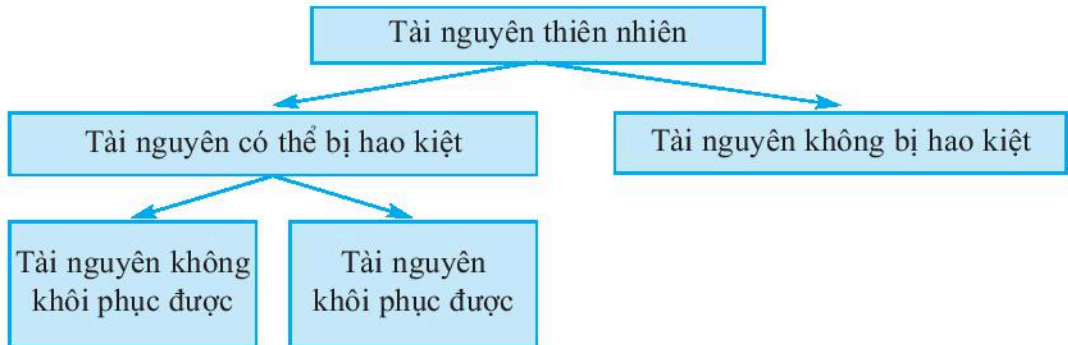 Tài nguyên thiên nhiên
Tài nguyên có thể bị hao kiệt
Tài nguyên không bị hao kiệt
Tài nguyên không
khôi phục được
Tài nguyên
khôi phục được